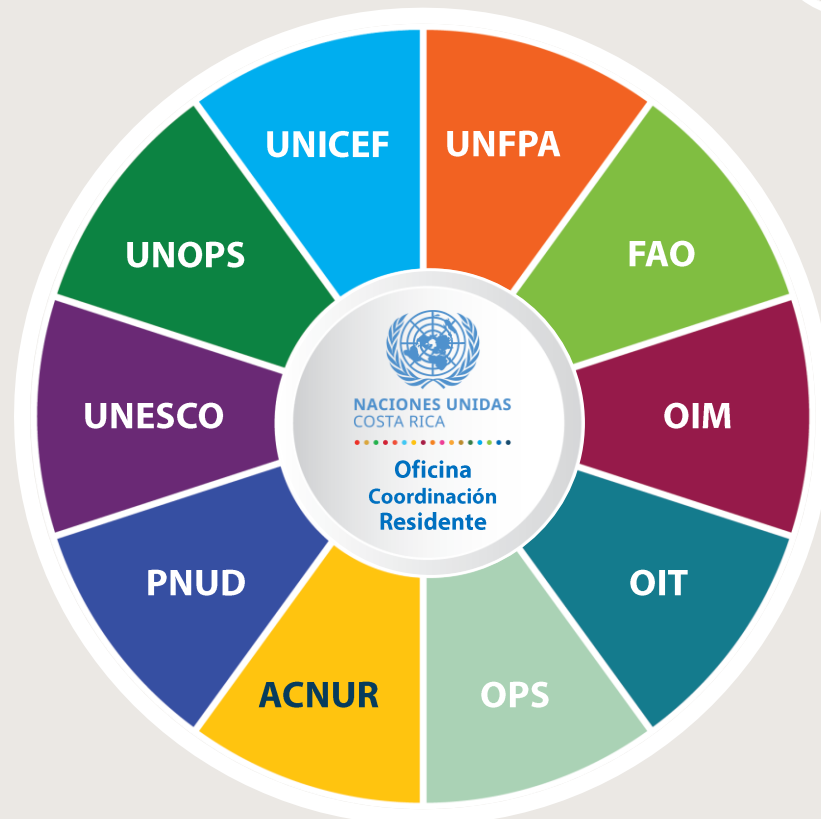 UNICEF
UNFPA
FAO
OIM
OIT
OPS
ACNUR
PNUD
UNESCO
UNOPS
NACIONES UNIDAS
COSTA RICA
Oficina
Coordinación
Residente